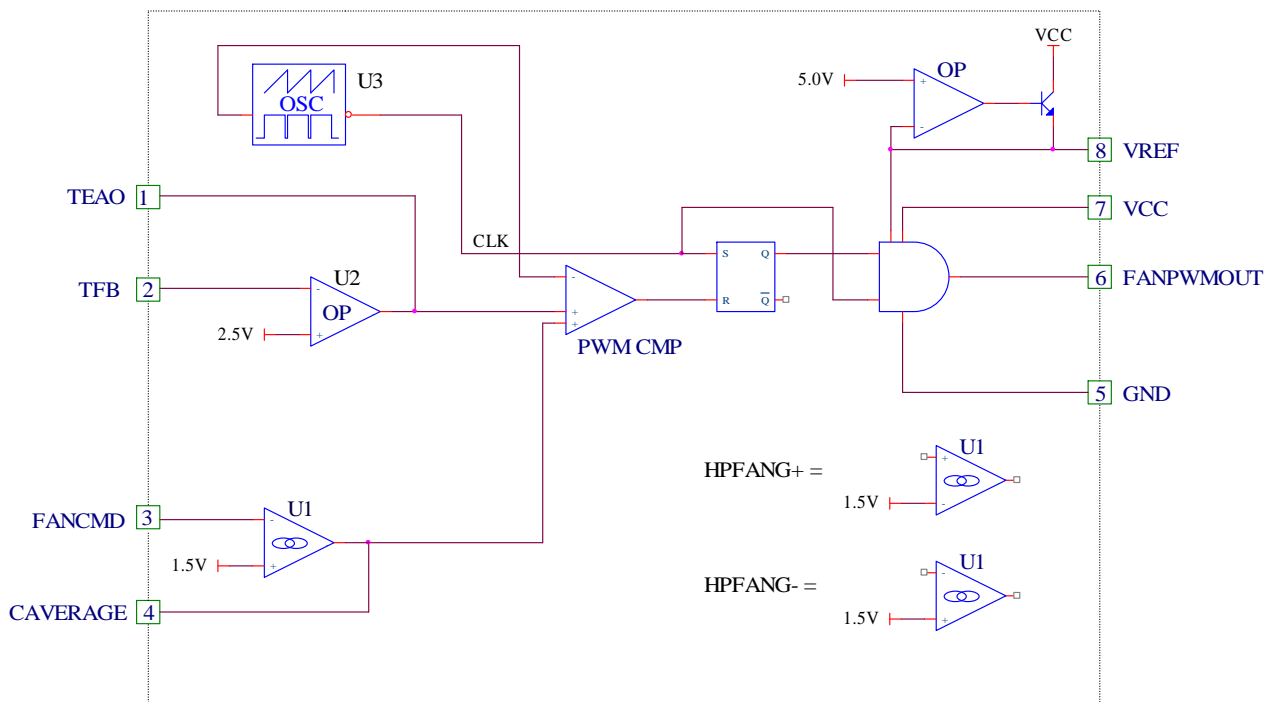 VCC
U3
OSC
OP
5.0V
+
-
8 VREF
TEAO 1
7 VCC
CLK
S Q
R Q
TFB 2
U2
-
OP
2.5V
+
-
+
+
PWM CMP
6 FANPWMOUT
5 GND
HPFANG+ =
U1
+
1.5V
-
FANCMD 3
U1
-
1.5V
+
HPFANG- =
U1
-
1.5V
+
CAVERAGE 4